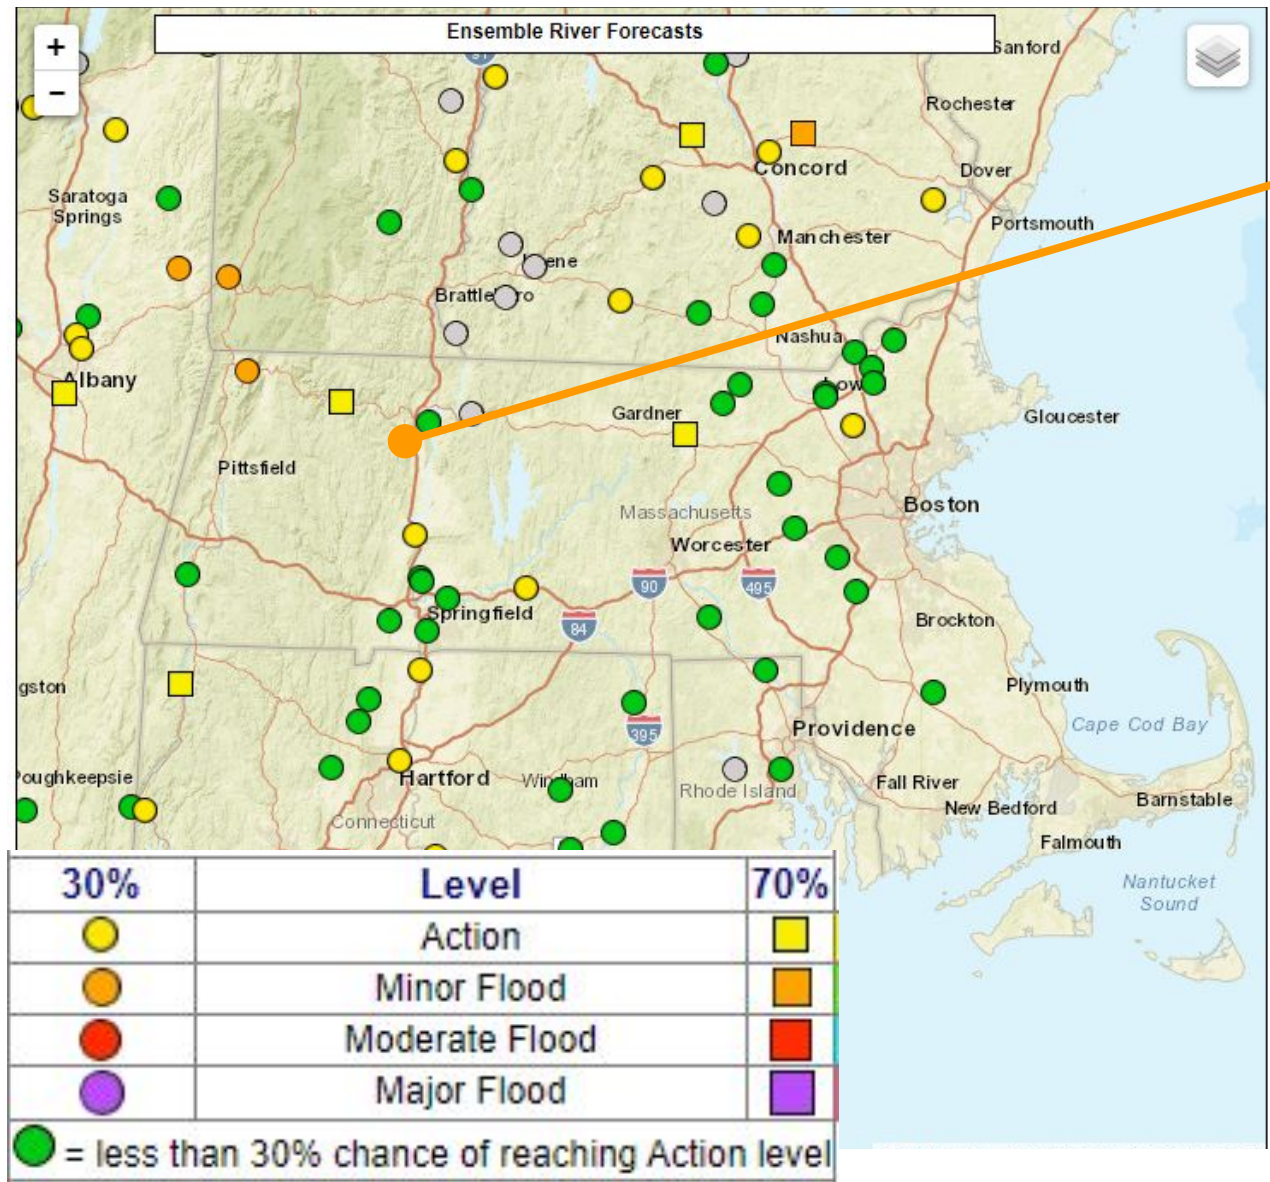 Ensemble River Forecasts
+
−
91
Sanford
Rochester
Concord
Dover
Saratoga
Springs
Portsmouth
Manchester
Nashua
Albany
Gardner
Gloucester
Pittsfield
Massachusetts
Boston
Worcester
90
495
Springfield
84
Brockton
gston
Plymouth
395
Providence
Cape Cod Bay
oughkeepsie
Hartford
Rhode Island
Fall River
New Bedford
Barnstable
Connecticut
Falmouth
Nantucket
Sound
30% Level 70%
Action
Minor Flood
Moderate Flood
Major Flood
= less than 30% chance of reaching Action level